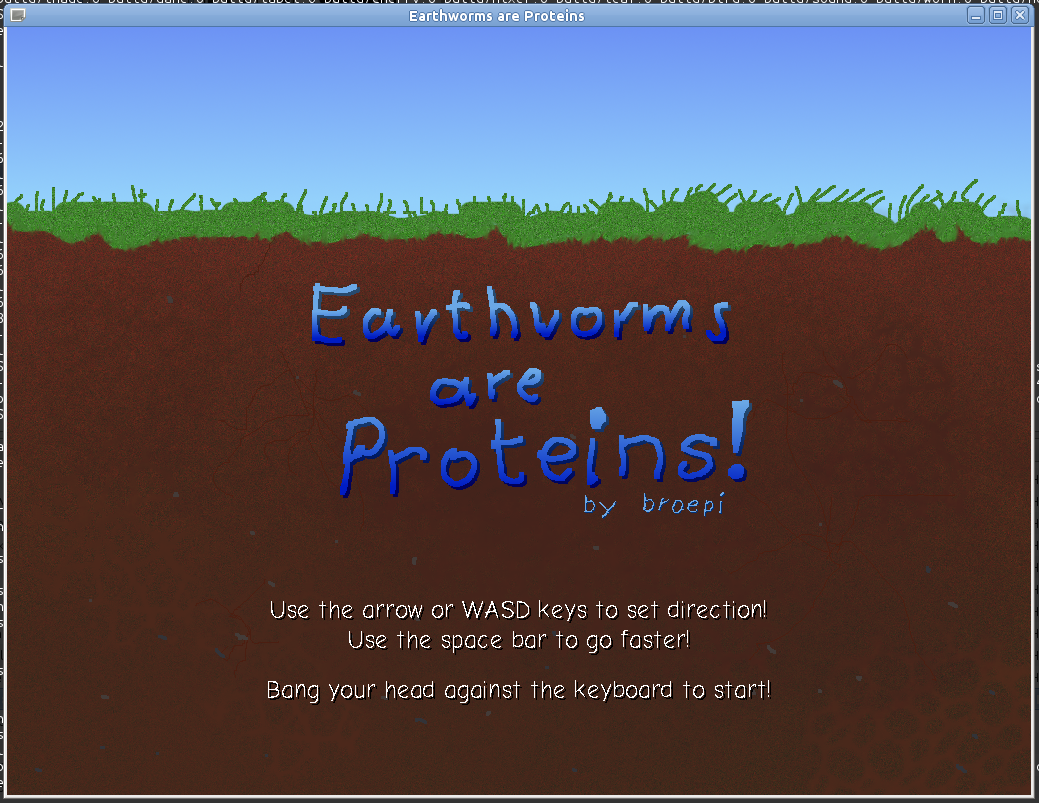 Earthworms are Proteins
Earthworms
are
Proteins!
by broepi
Use the arrow or WASD keys to set direction!
Use the space bar to go faster!
Bang your head against the keyboard to start!